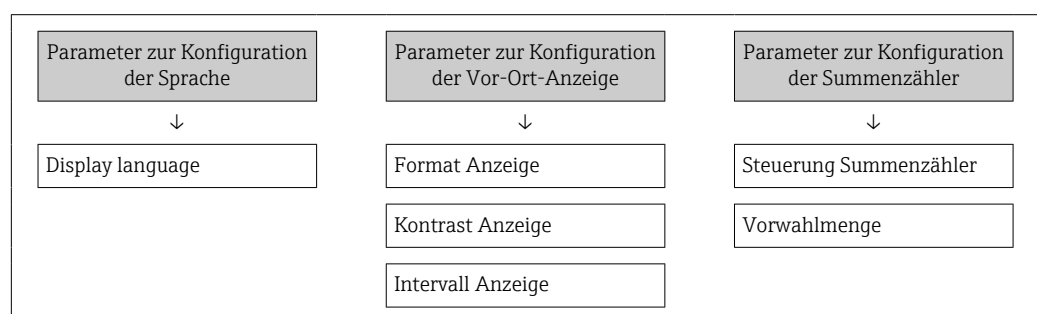 Parameter zur Konfiguration
der Sprache
↓
Display language
Parameter zur Konfiguration
der Vor-Ort-Anzeige
↓
Format Anzeige
Kontrast Anzeige
Intervall Anzeige
Parameter zur Konfiguration
der Summenzähler
↓
Steuerung Summenzähler
Vorwahlmenge